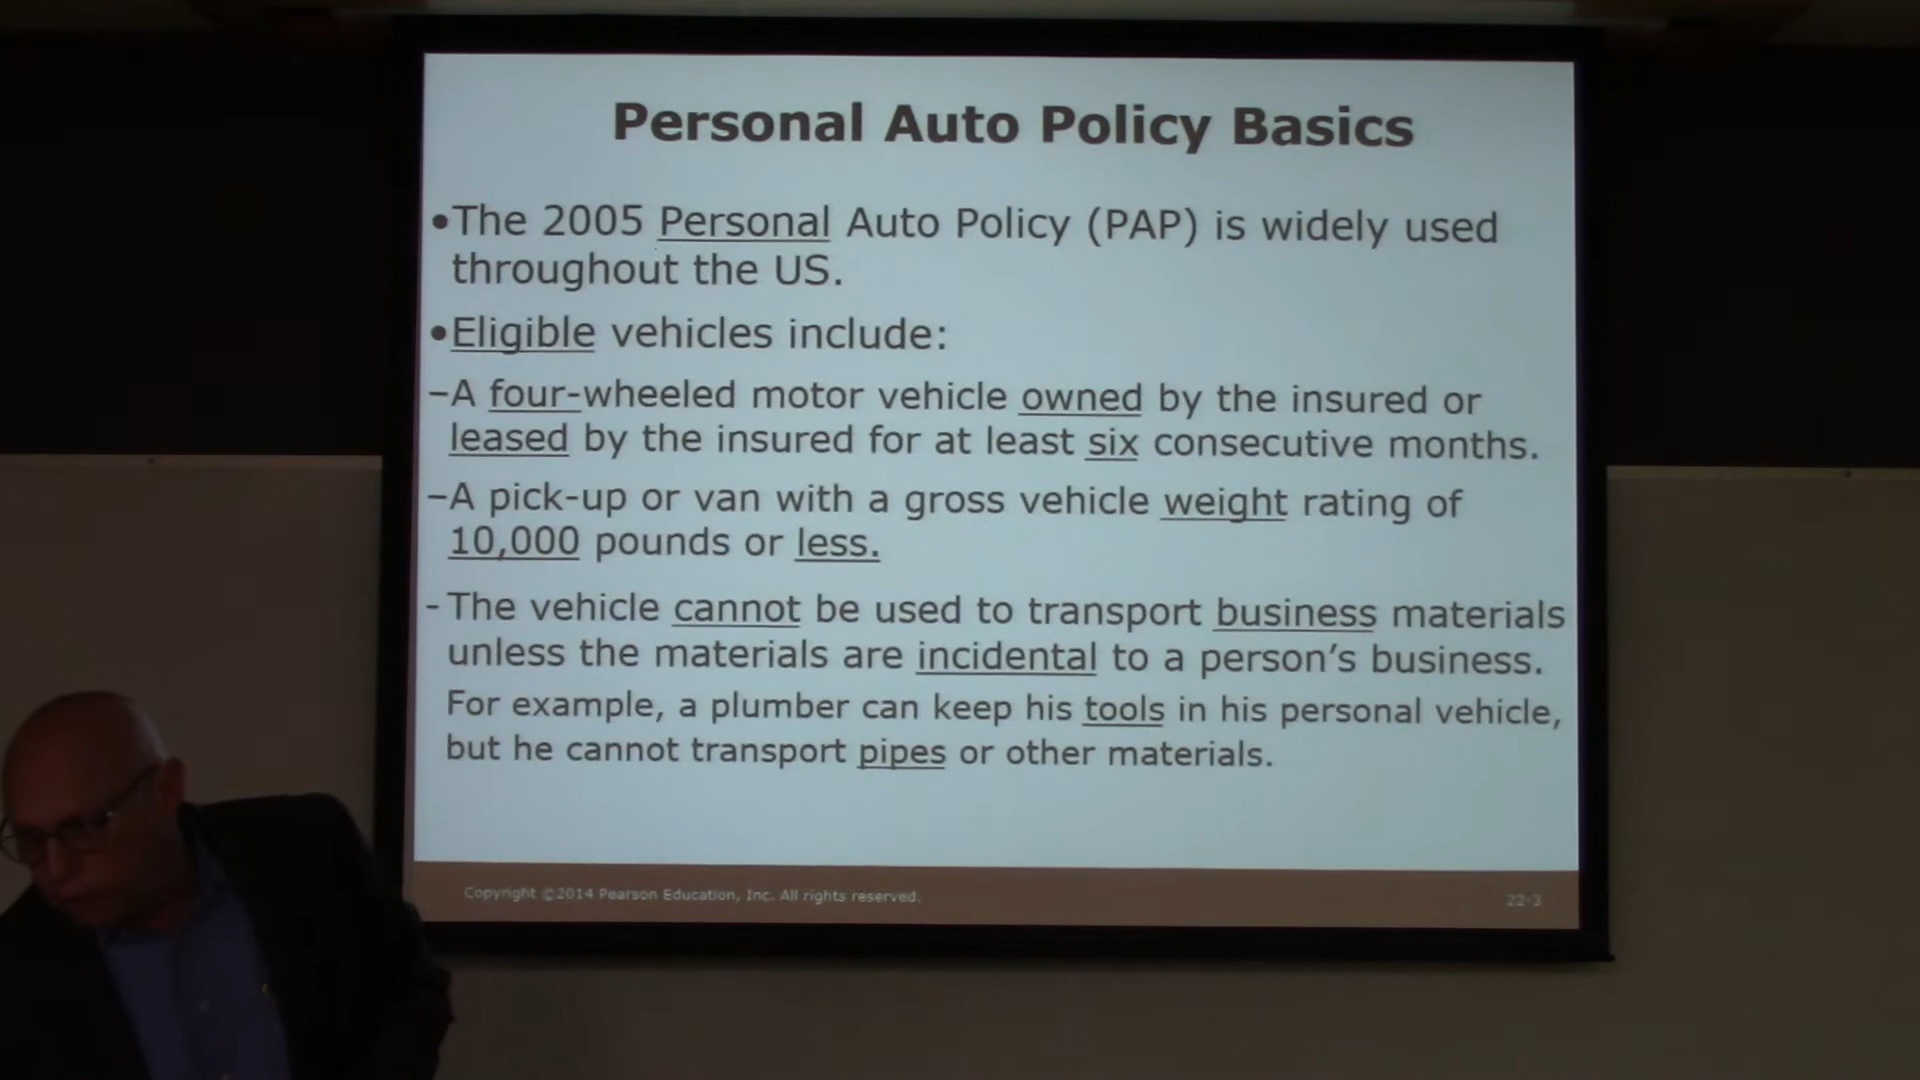 Personal Auto Policy Basics
•The 2005 Personal Auto Policy (PAP) is widely used
throughout the US.
•Eligible vehicles include:
–A four-wheeled motor vehicle owned by the insured or
leased by the insured for at least six consecutive months.
–A pick-up or van with a gross vehicle weight rating of
10,000 pounds or less.
- The vehicle cannot be used to transport business materials
unless the materials are incidental to a person’s business.
For example, a plumber can keep his tools in his personal vehicle,
but he cannot transport pipes or other materials.
Copyright ©2014 Pearson Education, Inc. All rights reserved.
22-3